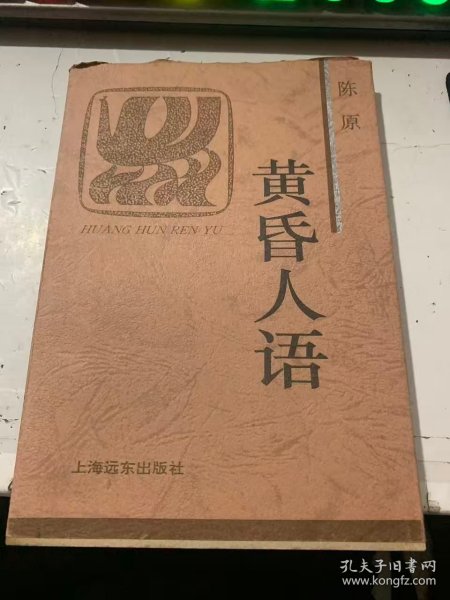 陈原
黄昏人语
HUANG HUN REN YU
上海远东出版社
孔夫子旧书网
www.kongfz.com